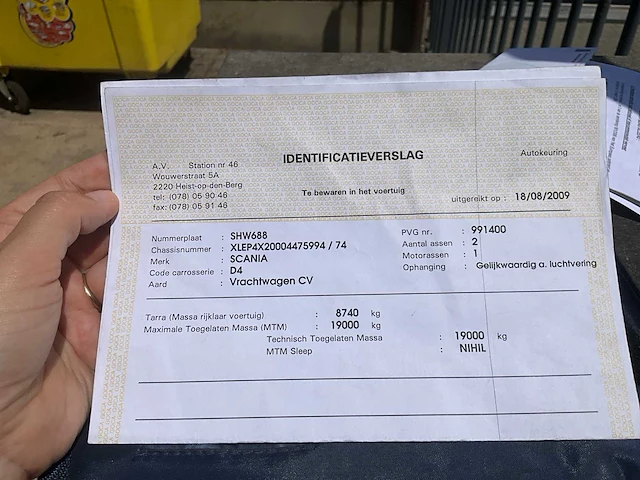 IDENTIFICATIEVERSLAG
Autokeuring
A.V. Station nr 46
Wouwerstraat 5A
2220 Heist-op-den-Berg
tel: (078) 05 90 46
fax: (078) 05 91 46
Te bewaren in het voertuig
uitgereikt op : 18/08/2009
Nummerplaat : SHW688
Chassisnummer : XLEP4X20004475994 / 74
Merk : SCANIA
Code carrosserie : D4
Aard : Vrachtwagen CV
PVG nr. : 991400
Aantal assen : 2
Motorassen : 1
Ophanging : Gelijkwaardig a. luchtvering
Tarra (Massa rijklaar voertuig) : 8740 kg
Maximale Toegelaten Massa (MTM) : 19000 kg
Technisch Toegelaten Massa : 19000 kg
MTM Sleep : NIHIL